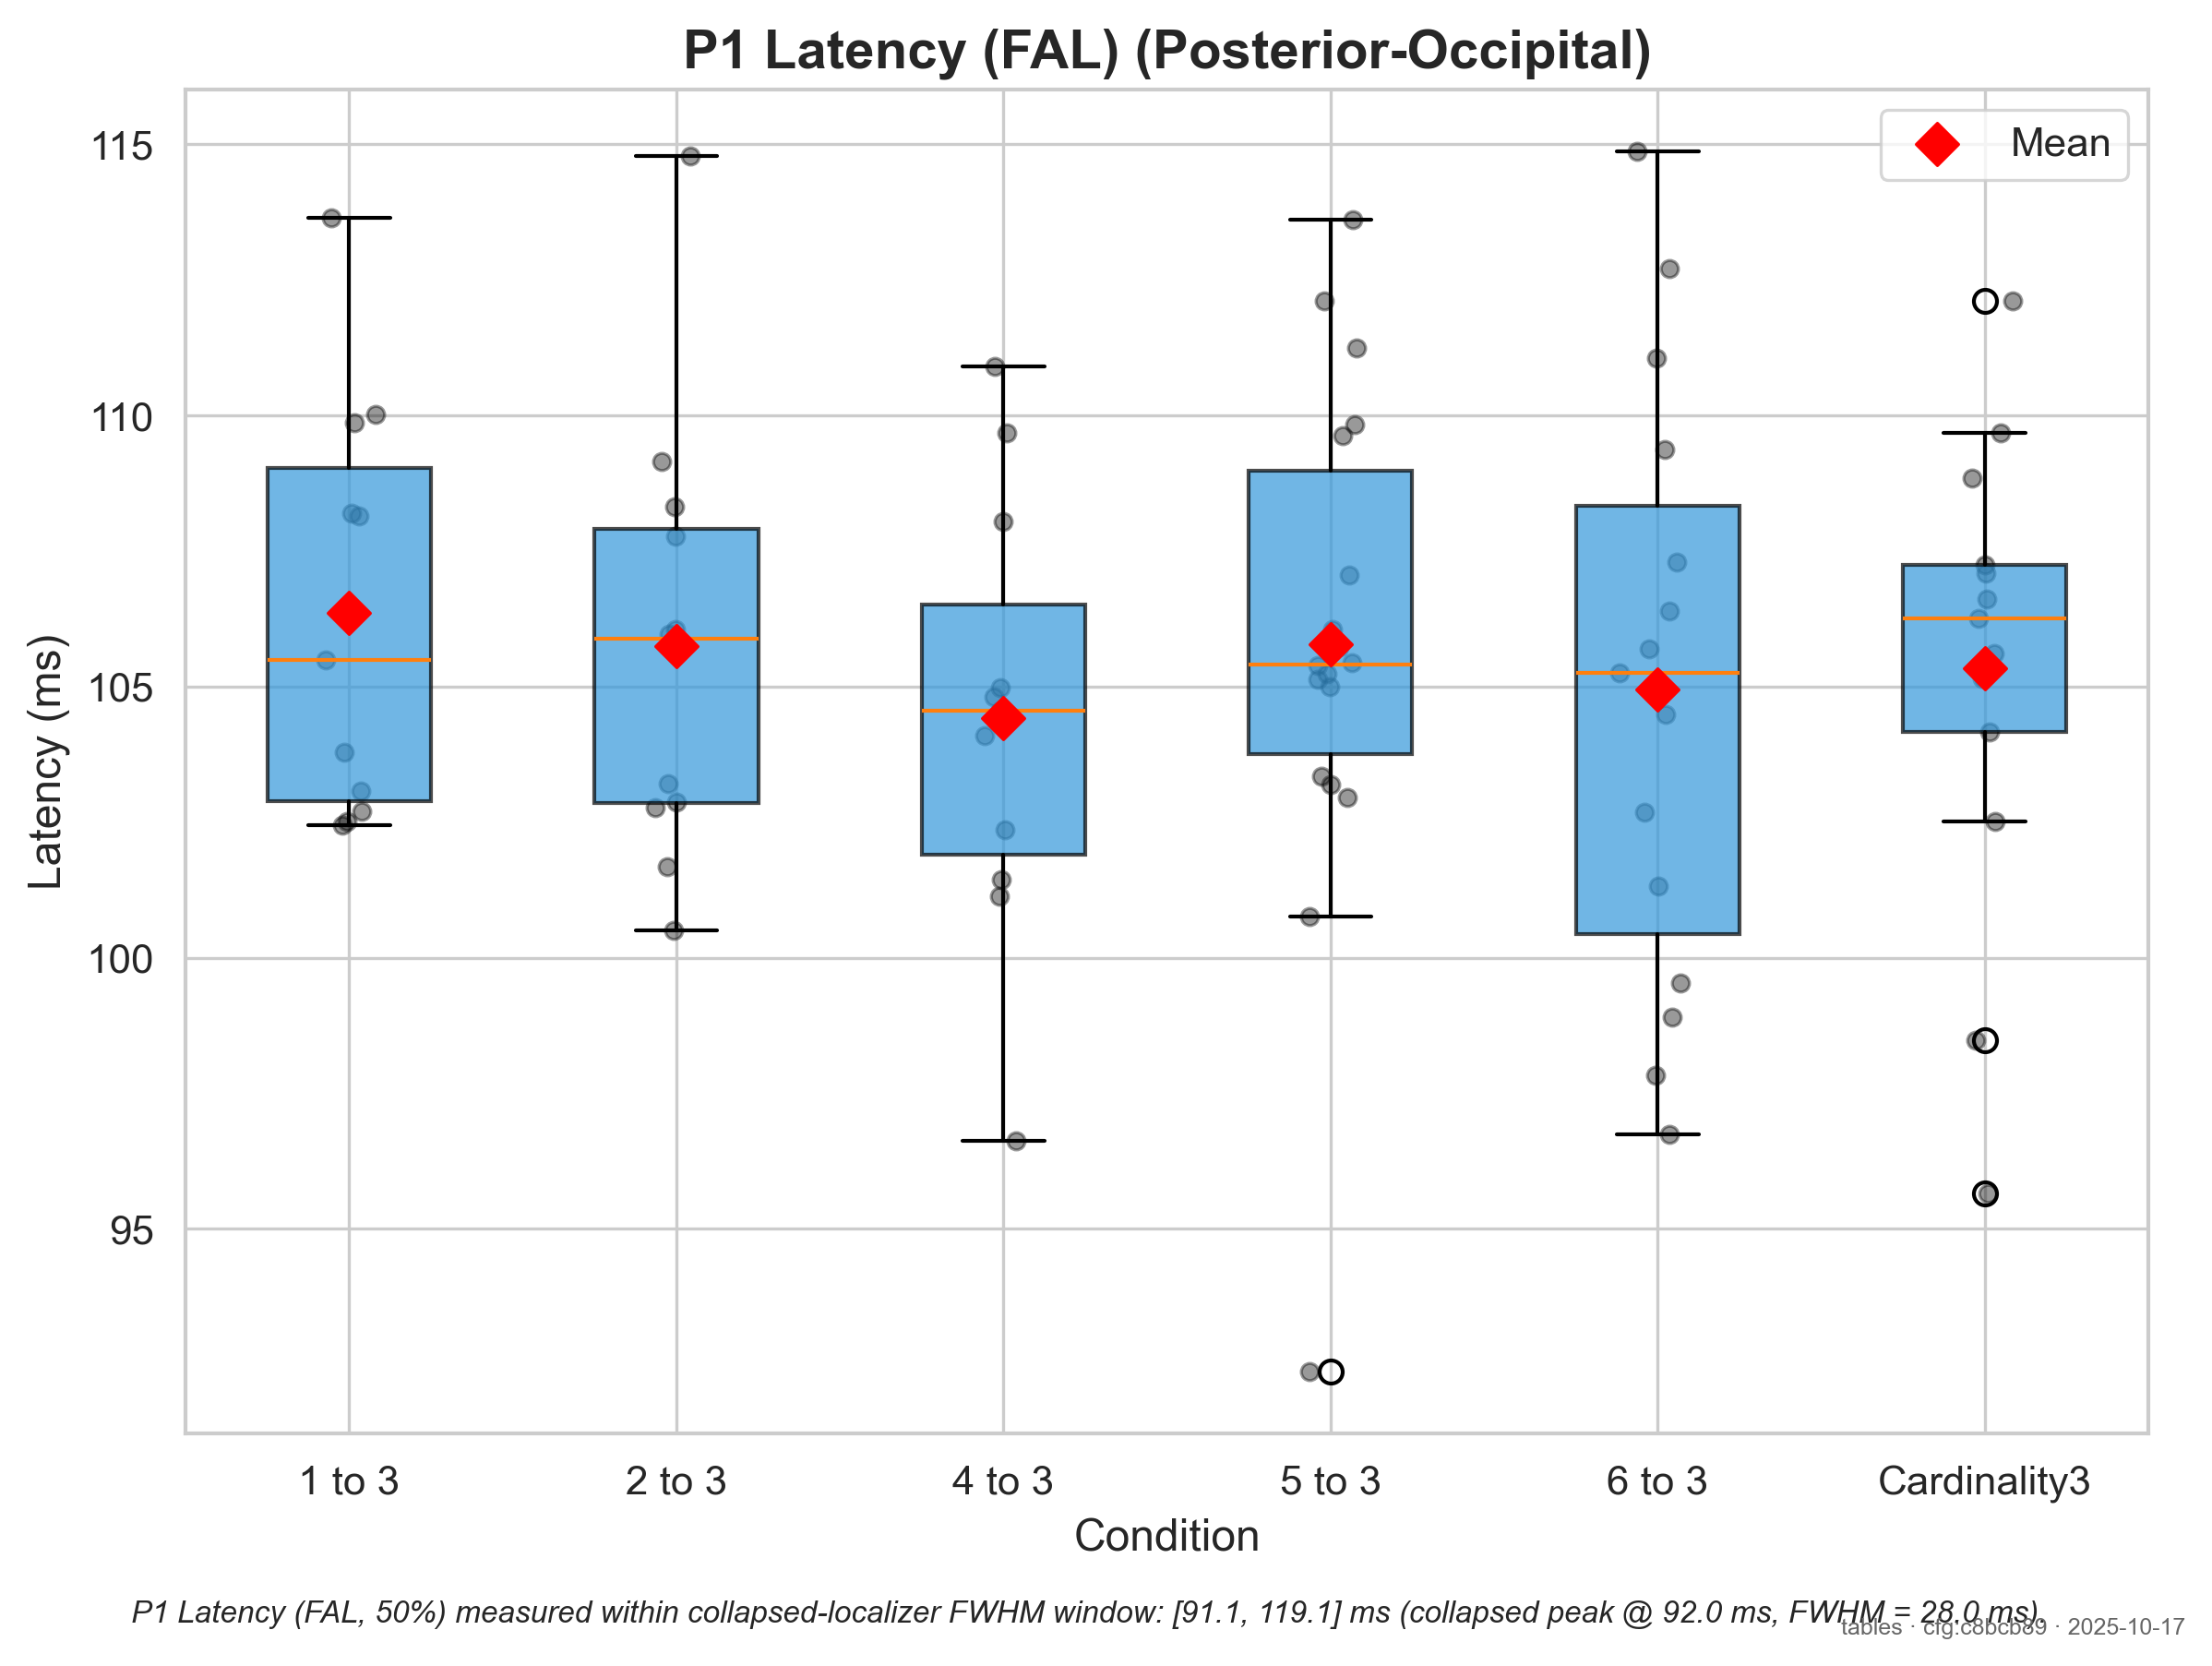 P1 Latency (FAL) (Posterior-Occipital)
Mean
115
110
105
100
95
Latency (ms)
1 to 3 2 to 3 4 to 3 5 to 3 6 to 3 Cardinality3
Condition
P1 Latency (FAL, 50%) measured within collapsed-localizer FWHM window: [91.1, 119.1] ms (collapsed peak @ 92.0 ms, FWHM = 28.0 ms).
tables · cfg:c8bcb89 · 2025-10-17